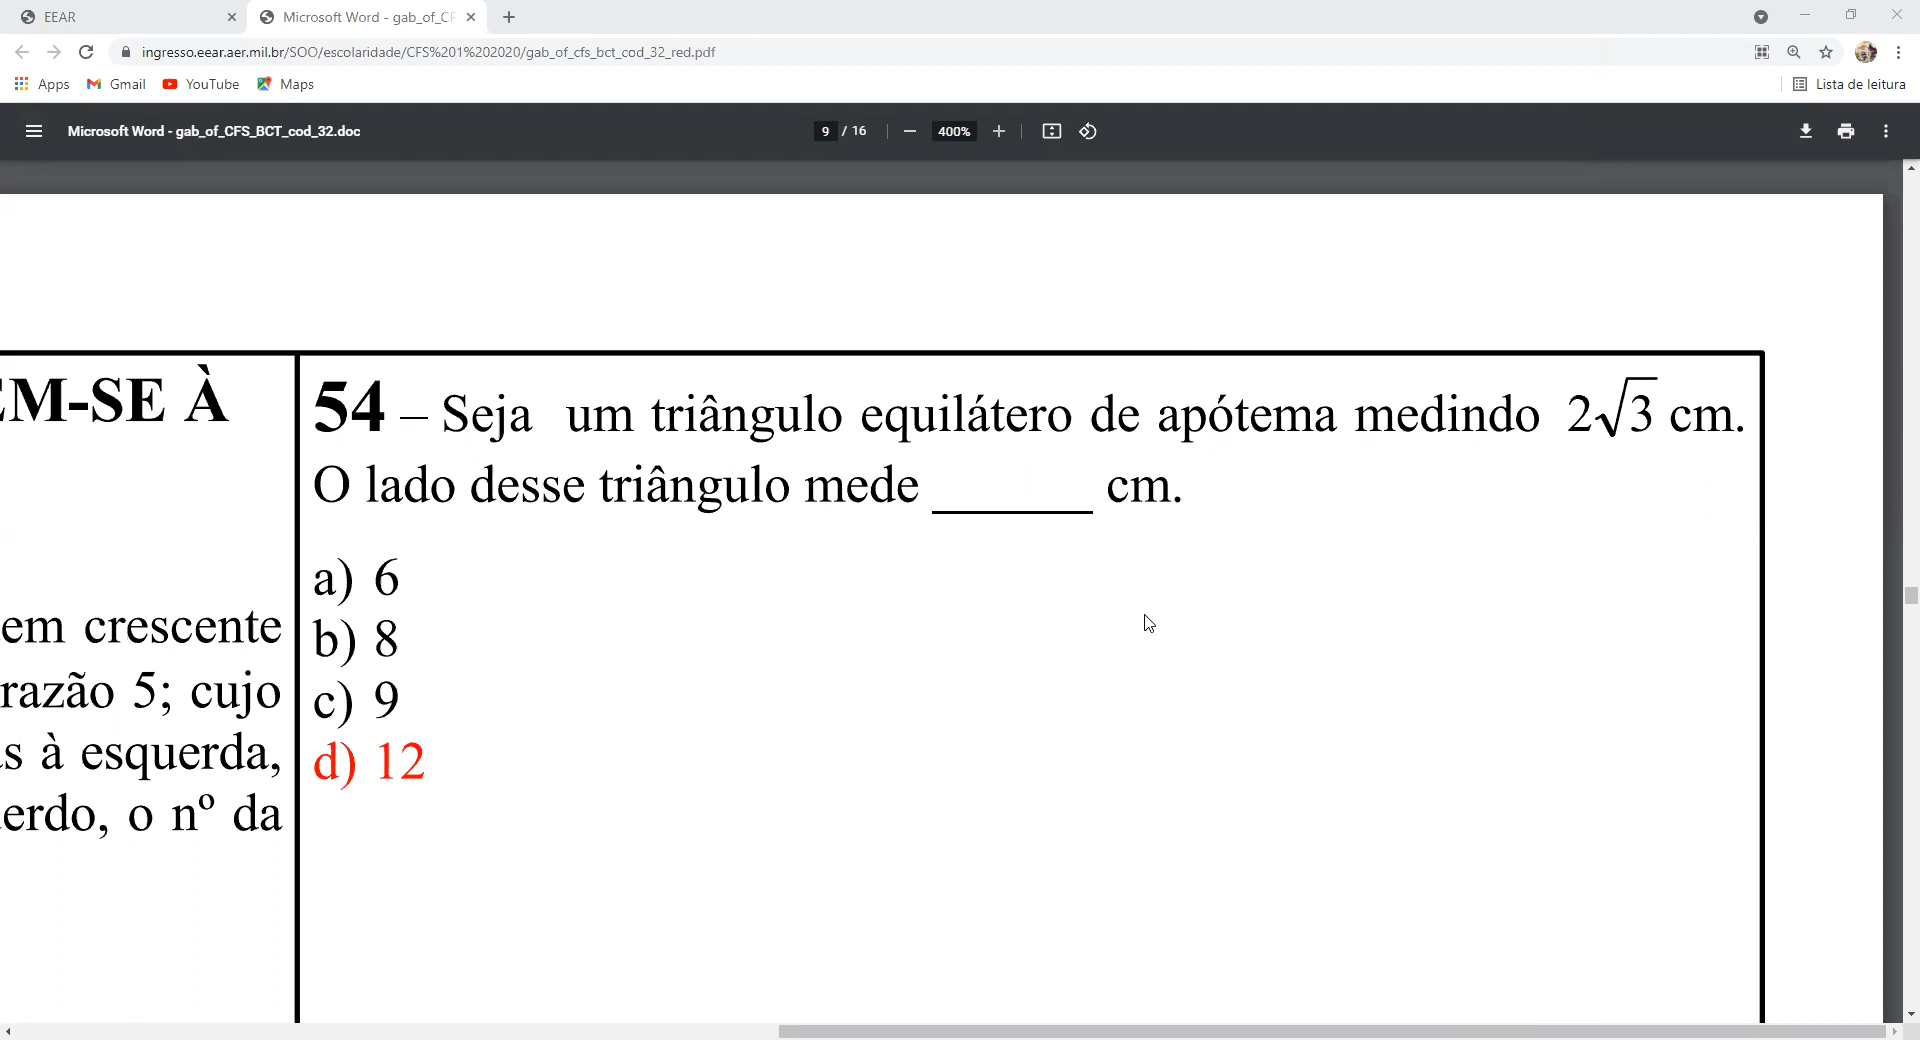 EEAR
Microsoft Word - gab_of_CF
ingresso.eear.aer.mil.br/SOO/escolaridade/CFS%201%202020/gab_of_cfs_bct_cod_32_red.pdf
Apps
Gmail
YouTube
Maps
Lista de leitura
Microsoft Word - gab_of_CFS_BCT_cod_32.doc
9 / 16
400%
EM-SE À
em crescente
razão 5; cujo
s à esquerda,
erdo, o nº da
54 – Seja um triângulo equilátero de apótema medindo 2√3 cm.
O lado desse triângulo mede ______ cm.
a) 6
b) 8
c) 9
d) 12